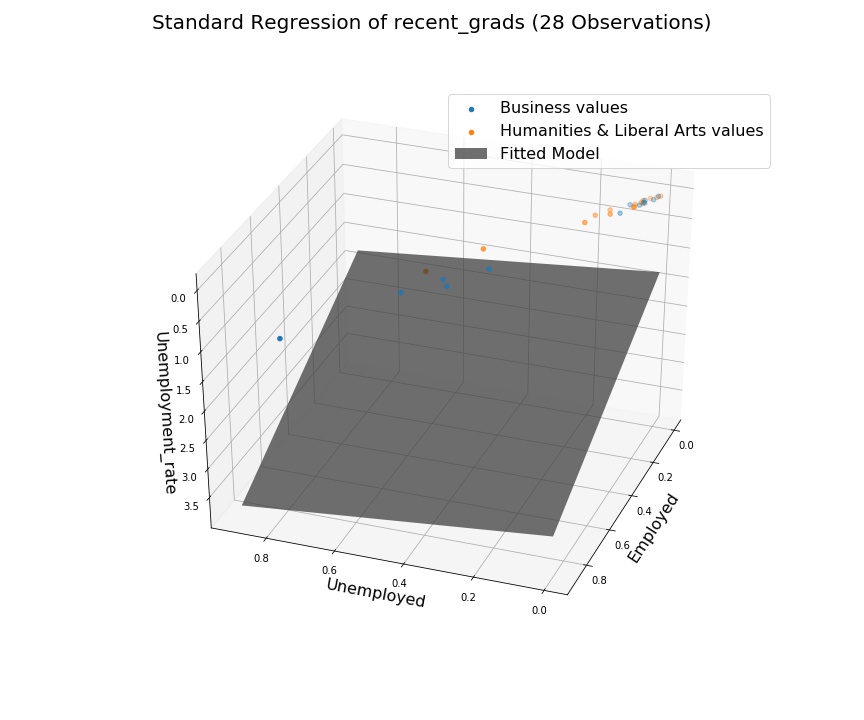 Standard Regression of recent_grads (28 Observations)
Business values
Humanities & Liberal Arts values
Fitted Model
0.0
0.5
1.0
1.5
2.0
2.5
3.0
3.5
Unemployment_rate
0.8
0.6
0.4
0.2
0.0
Unemployed
0.0
0.2
0.4
0.6
0.8
Employed